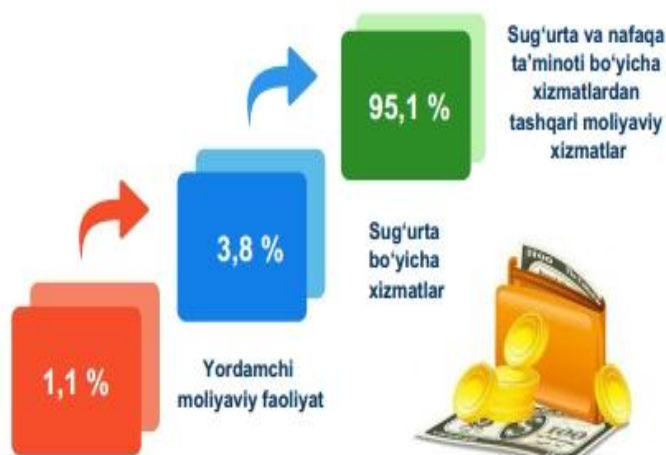 95,1 %
Sug‘urta va nafaqa
ta’minoti bo‘yicha
xizmatlardan
tashqari moliyaviy
xizmatlar
3,8 %
Sug‘urta
bo‘yicha
xizmatlar
1,1 %
Yordamchi
moliyaviy faoliyat
100